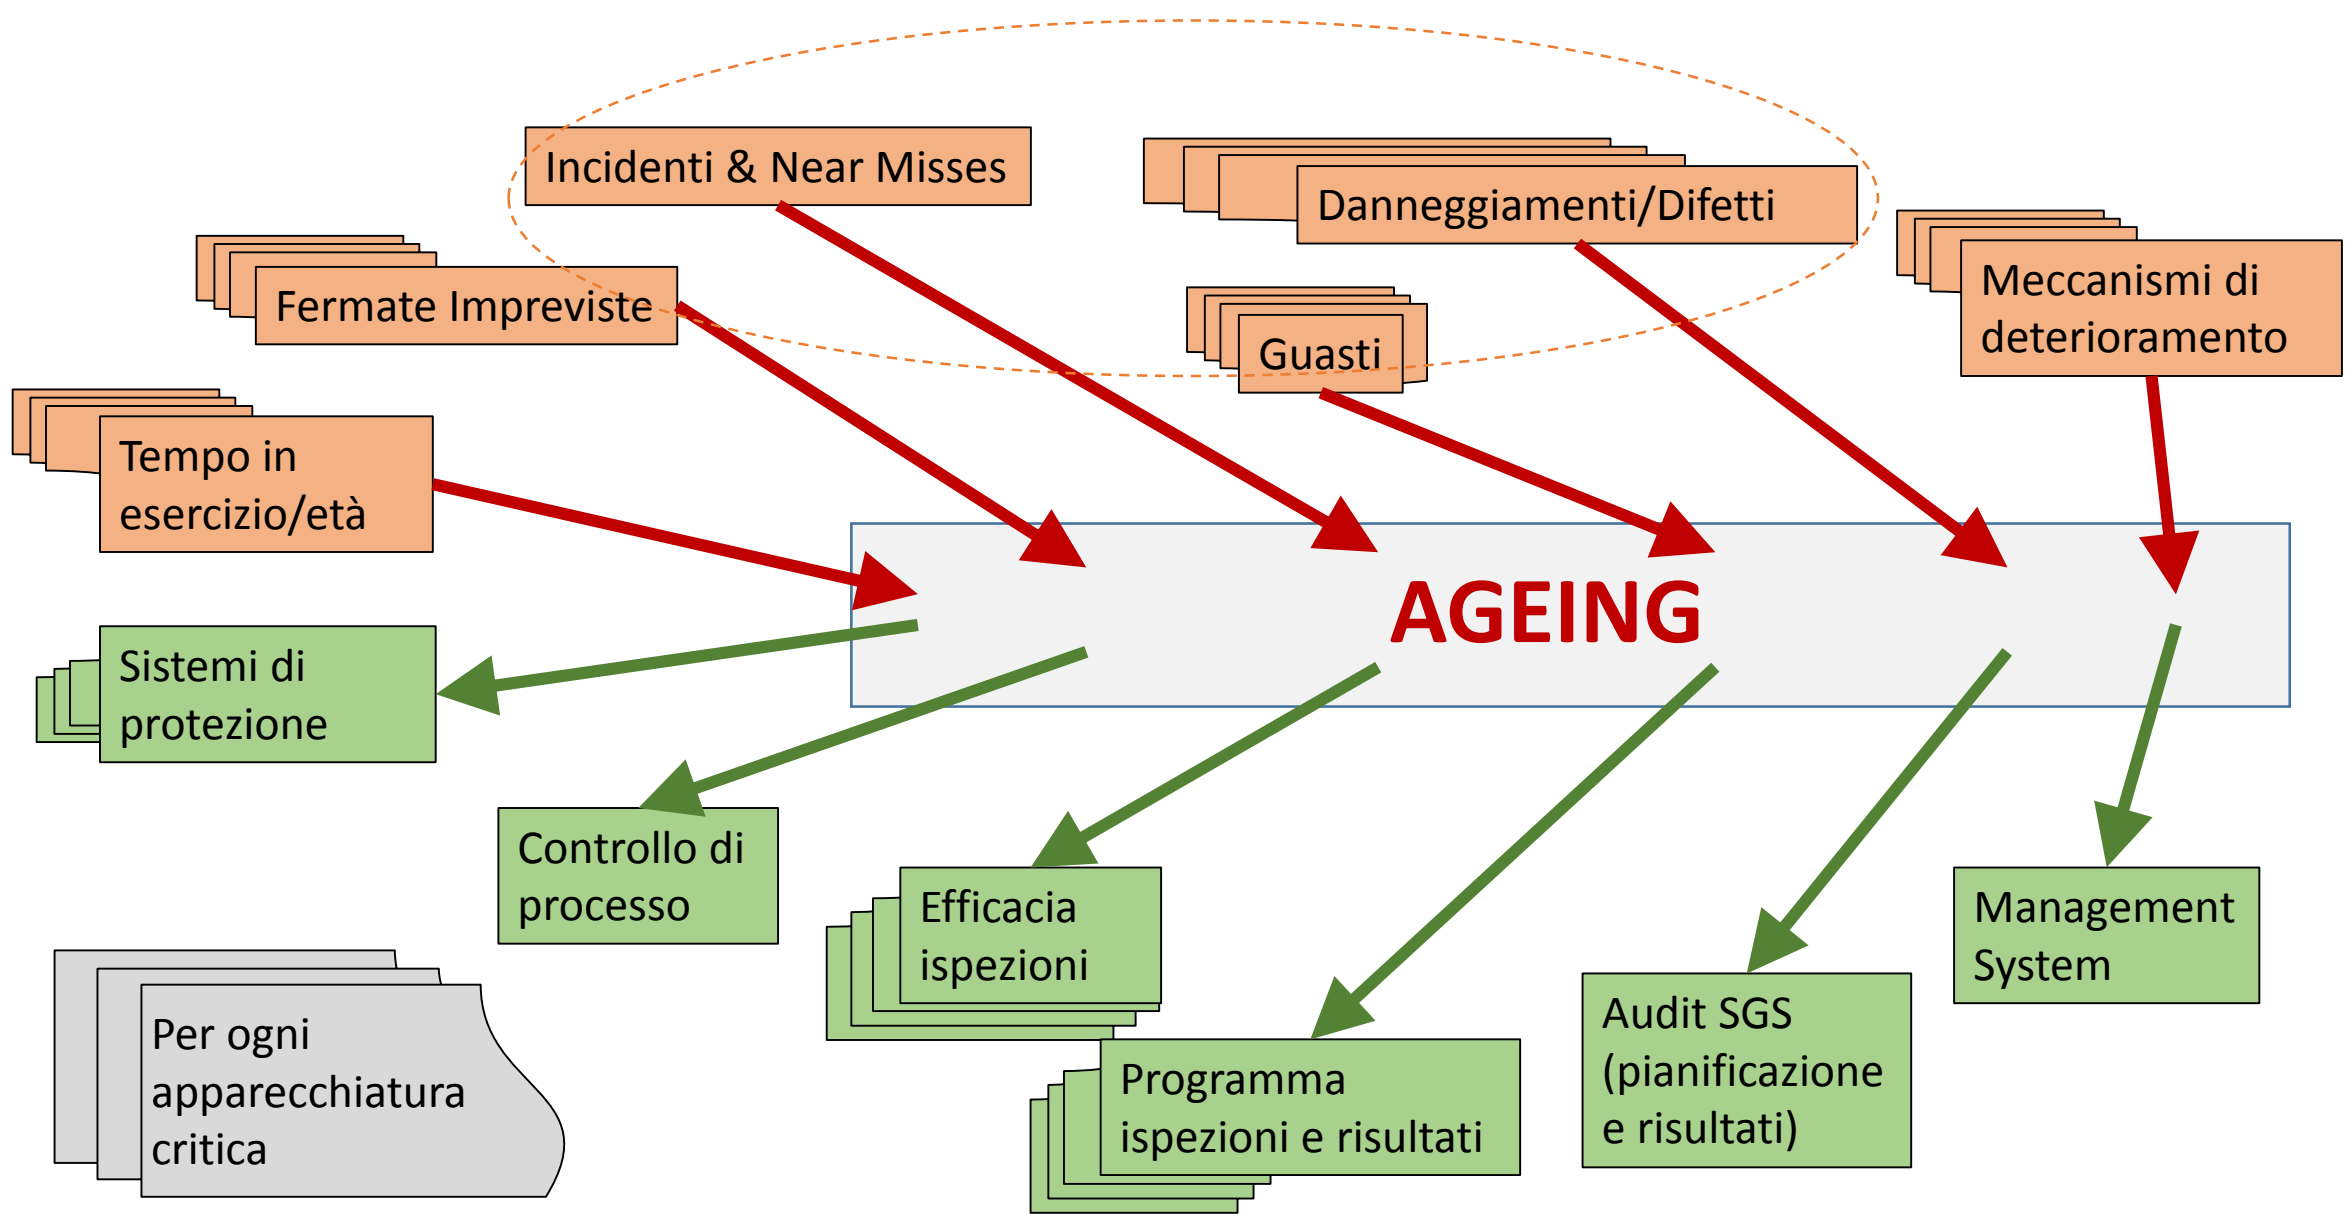 Incidenti & Near Misses
Danneggiamenti/Difetti
Fermate Impreviste
Meccanismi di
deterioramento
Guasti
Tempo in
esercizio/età
AGEING
Sistemi di
protezione
Controllo di
processo
Efficacia
ispezioni
Management
System
Programma
ispezioni e risultati
Audit SGS
(pianificazione
e risultati)
Per ogni
apparecchiatura
critica